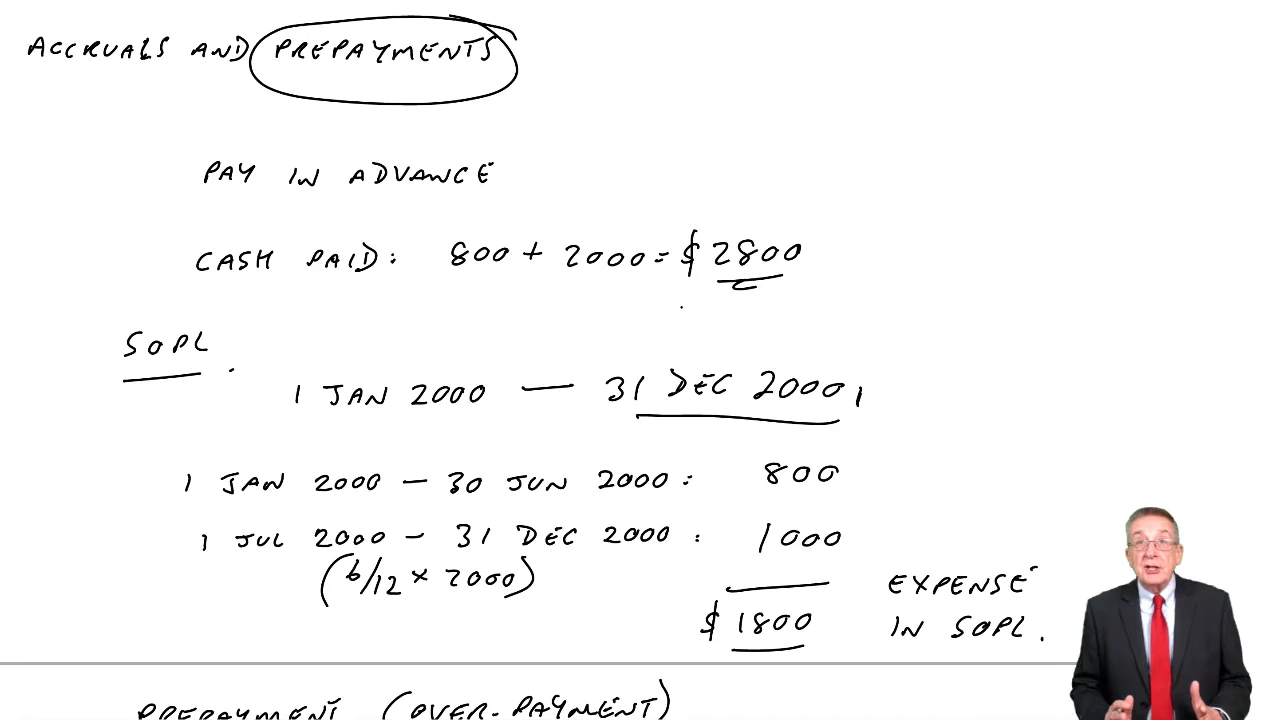 ACCRUALS AND PREPAYMENTS
PAY IN ADVANCE
CASH PAID: 800 + 2000 = $2800
SOPL
1 JAN 2000 — 31 DEC 2000,
1 JAN 2000 — 30 JUN 2000: 800
1 JUL 2000 — 31 DEC 2000: 1000
(6/12 × 2000)
$1800 EXPENSE IN SOPL.
PREPAYMENT (OVER-PAYMENT)